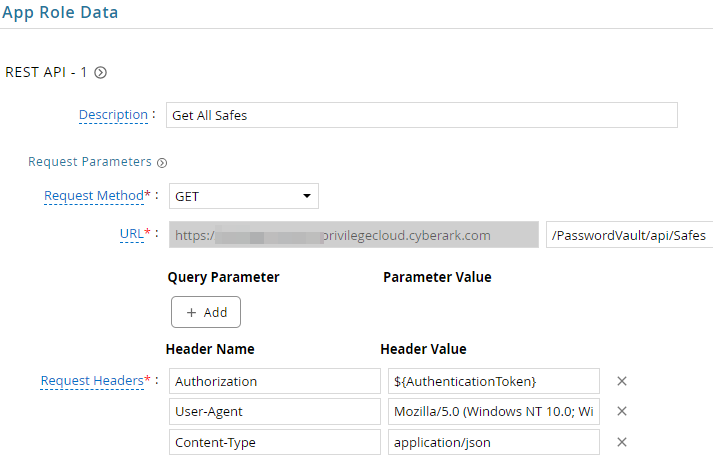 App Role Data
REST API - 1
Description : Get All Safes
Request Parameters
Request Method* : GET
URL* : https:/ privilegecloud.cyberark.com /PasswordVault/api/Safes
Query Parameter Parameter Value
+ Add
Header Name Header Value
Request Headers* : Authorization ${AuthenticationToken} ×
User-Agent Mozilla/5.0 (Windows NT 10.0; Wi ×
Content-Type application/json ×